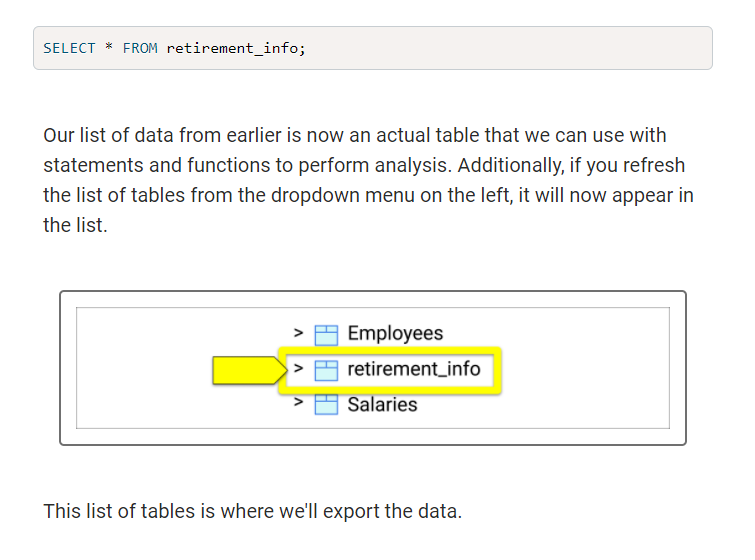 SELECT * FROM retirement_info;
Our list of data from earlier is now an actual table that we can use with
statements and functions to perform analysis. Additionally, if you refresh
the list of tables from the dropdown menu on the left, it will now appear in
the list.
> Employees
> retirement_info
> Salaries
This list of tables is where we'll export the data.